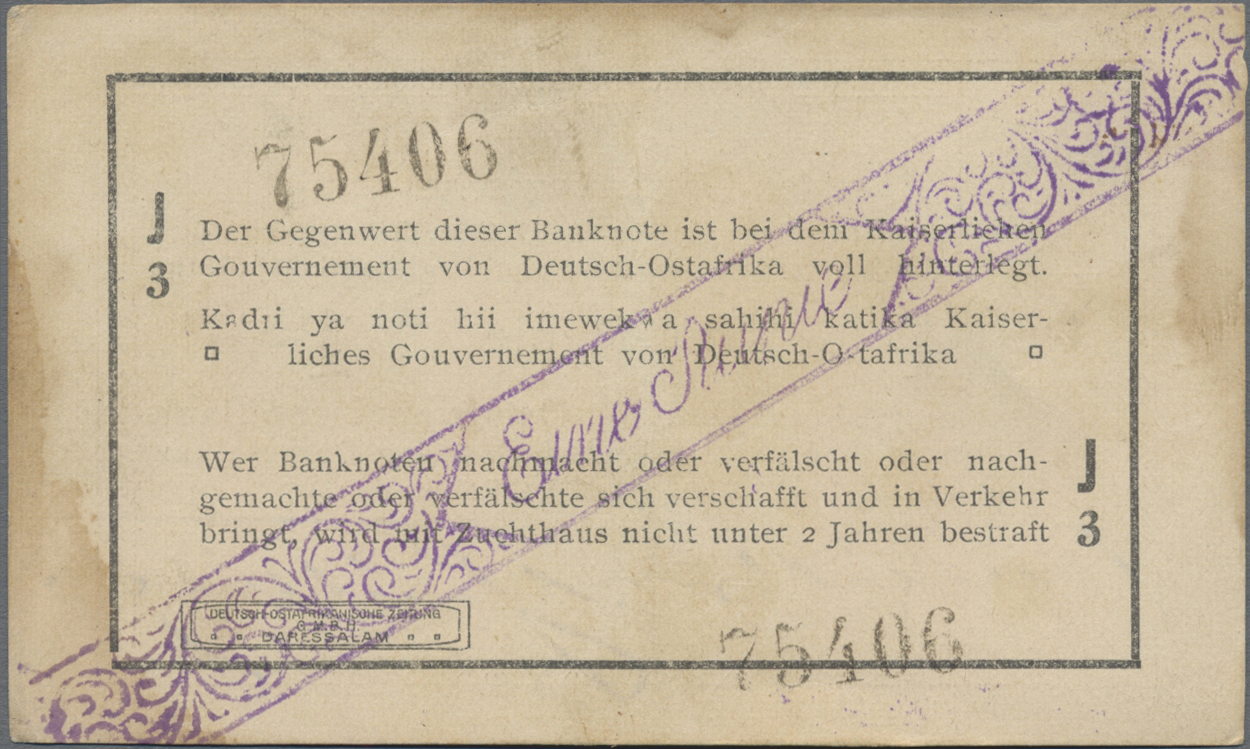 75406
J
3
Der Gegenwert dieser Banknote ist bei dem Kaiserlichen
Gouvernement von Deutsch-Ostafrika voll hinterlegt.
Kadri ya noti hii imewekwa sahihi katika Kaiser-
liches Gouvernement von Deutsch-Ostafrika
Eine Rupie
Wer Banknoten nachmacht oder verfälscht oder nach-
gemachte oder verfälschte sich verschafft und in Verkehr
bringt, wird mit Zuchthaus nicht unter 2 Jahren bestraft
J
3
DEUTSCH-OSTAFRIKANISCHE ZEITUNG
G.M.B.H.
DARESSALAM
75406